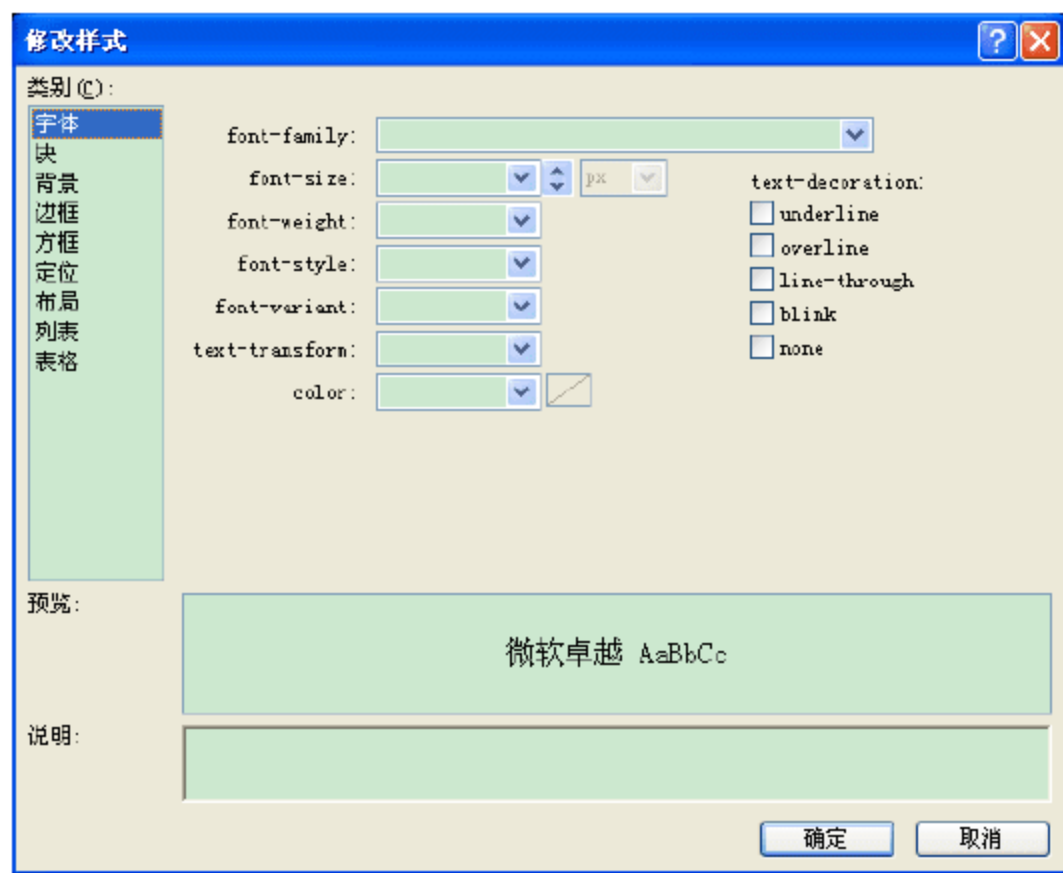 修改样式
类别(C):
字体
块
背景
边框
方框
定位
布局
列表
表格
font-family:
font-size:
px
font-weight:
font-style:
font-variant:
text-transform:
color:
text-decoration:
underline
overline
line-through
blink
none
预览:
微软卓越 AaBbCc
说明:
确定
取消